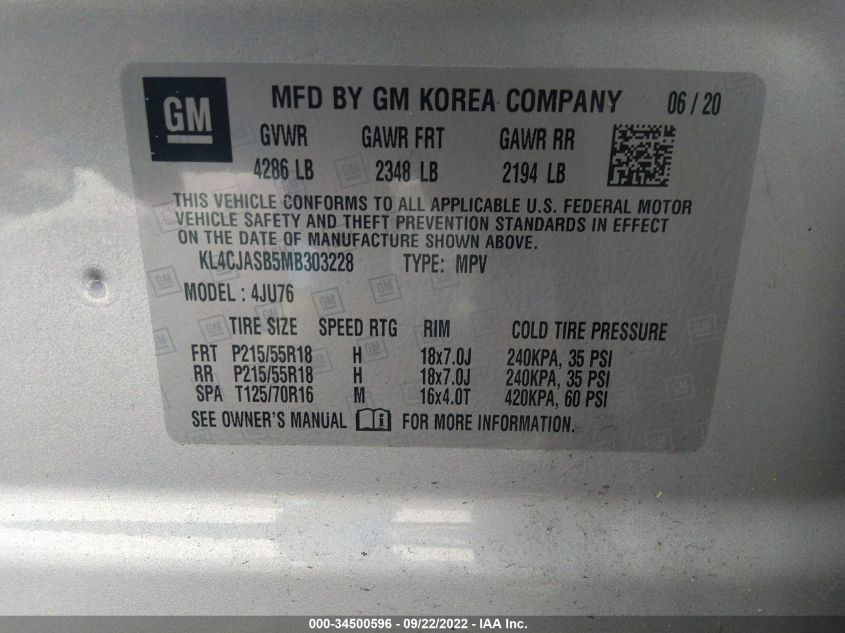 GM MFD BY GM KOREA COMPANY 06/20
GVWR GAWR FRT GAWR RR
4286 LB 2348 LB 2194 LB
THIS VEHICLE CONFORMS TO ALL APPLICABLE U.S. FEDERAL MOTOR
VEHICLE SAFETY AND THEFT PREVENTION STANDARDS IN EFFECT
ON THE DATE OF MANUFACTURE SHOWN ABOVE.
KL4CJASB5MB303228 TYPE: MPV
MODEL: 4JU76
TIRE SIZE SPEED RTG RIM COLD TIRE PRESSURE
FRT P215/55R18 H 18x7.0J 240KPA, 35 PSI
RR P215/55R18 H 18x7.0J 240KPA, 35 PSI
SPA T125/70R16 M 16x4.0T 420KPA, 60 PSI
SEE OWNER'S MANUAL FOR MORE INFORMATION.
000-34500596 - 09/22/2022 - IAA Inc.